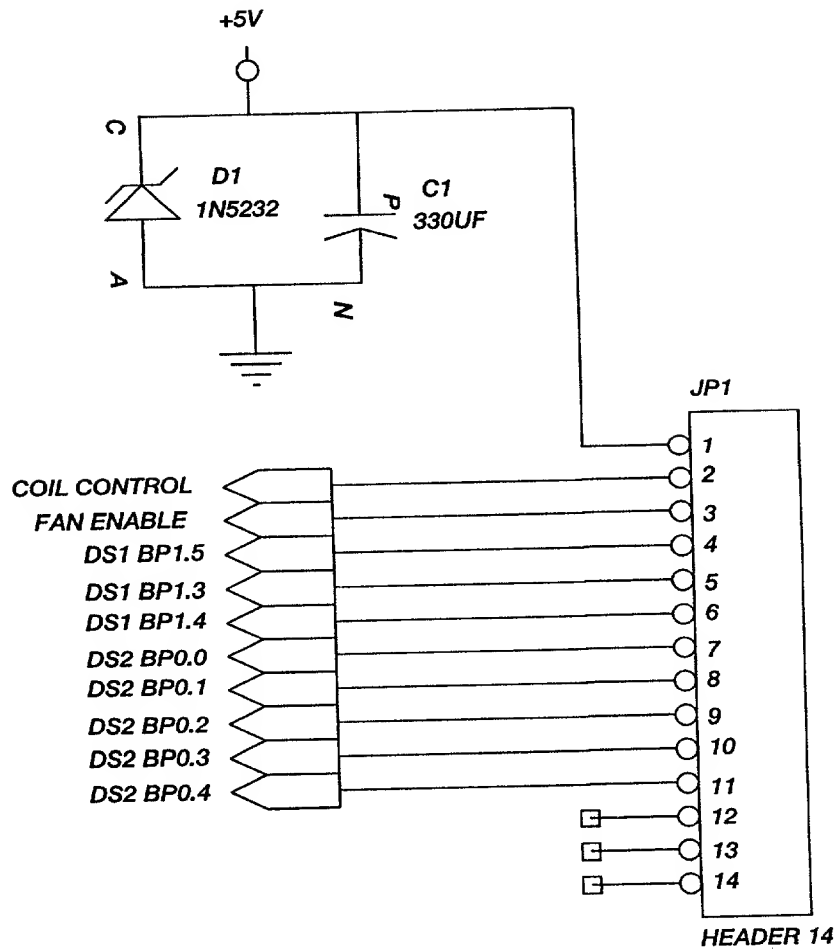 +5V
C
D1
1N5232
A
P
C1
330UF
N
JP1
1
COIL CONTROL 2
FAN ENABLE 3
DS1 BP1.5 4
DS1 BP1.3 5
DS1 BP1.4 6
DS2 BP0.0 7
DS2 BP0.1 8
DS2 BP0.2 9
DS2 BP0.3 10
DS2 BP0.4 11
12
13
14
HEADER 14